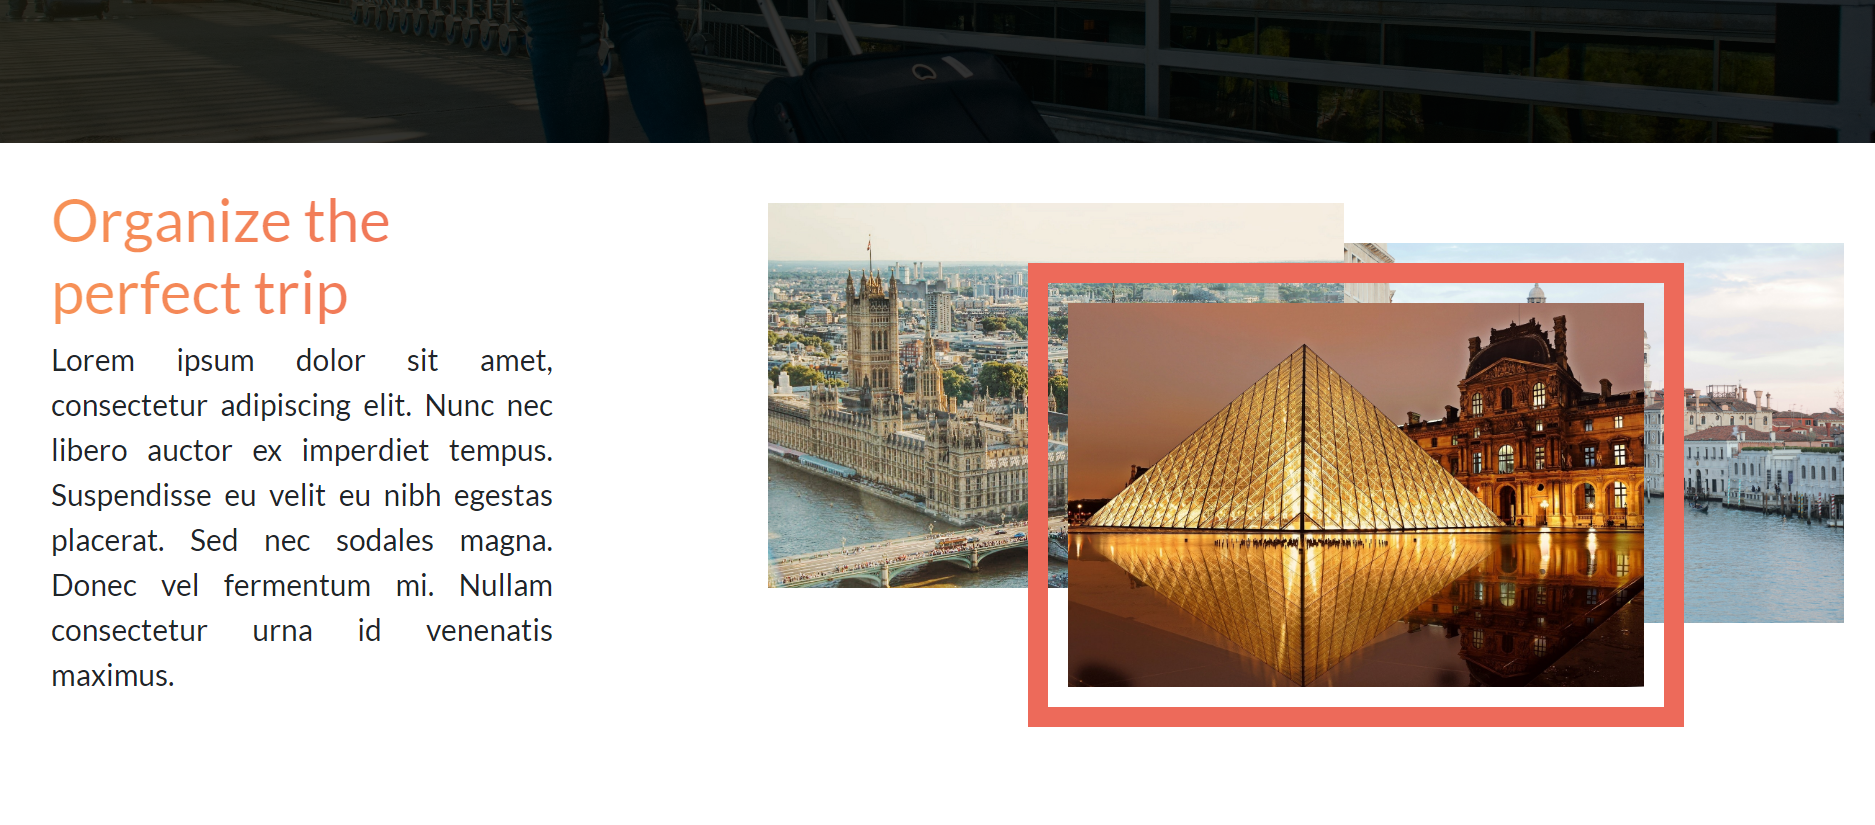 Organize the
perfect trip
Lorem ipsum dolor sit amet,
consectetur adipiscing elit. Nunc nec
libero auctor ex imperdiet tempus.
Suspendisse eu velit eu nibh egestas
placerat. Sed nec sodales magna.
Donec vel fermentum mi. Nullam
consectetur urna id venenatis
maximus.